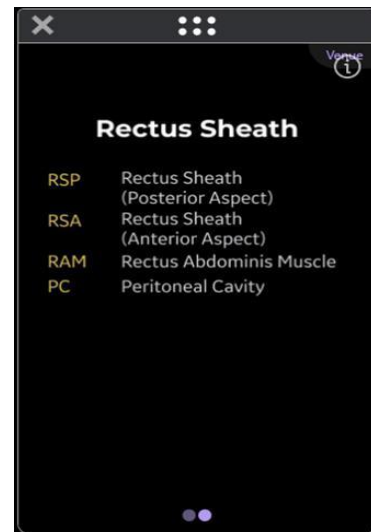 Venue
Rectus Sheath
RSP Rectus Sheath
(Posterior Aspect)
RSA Rectus Sheath
(Anterior Aspect)
RAM Rectus Abdominis Muscle
PC Peritoneal Cavity